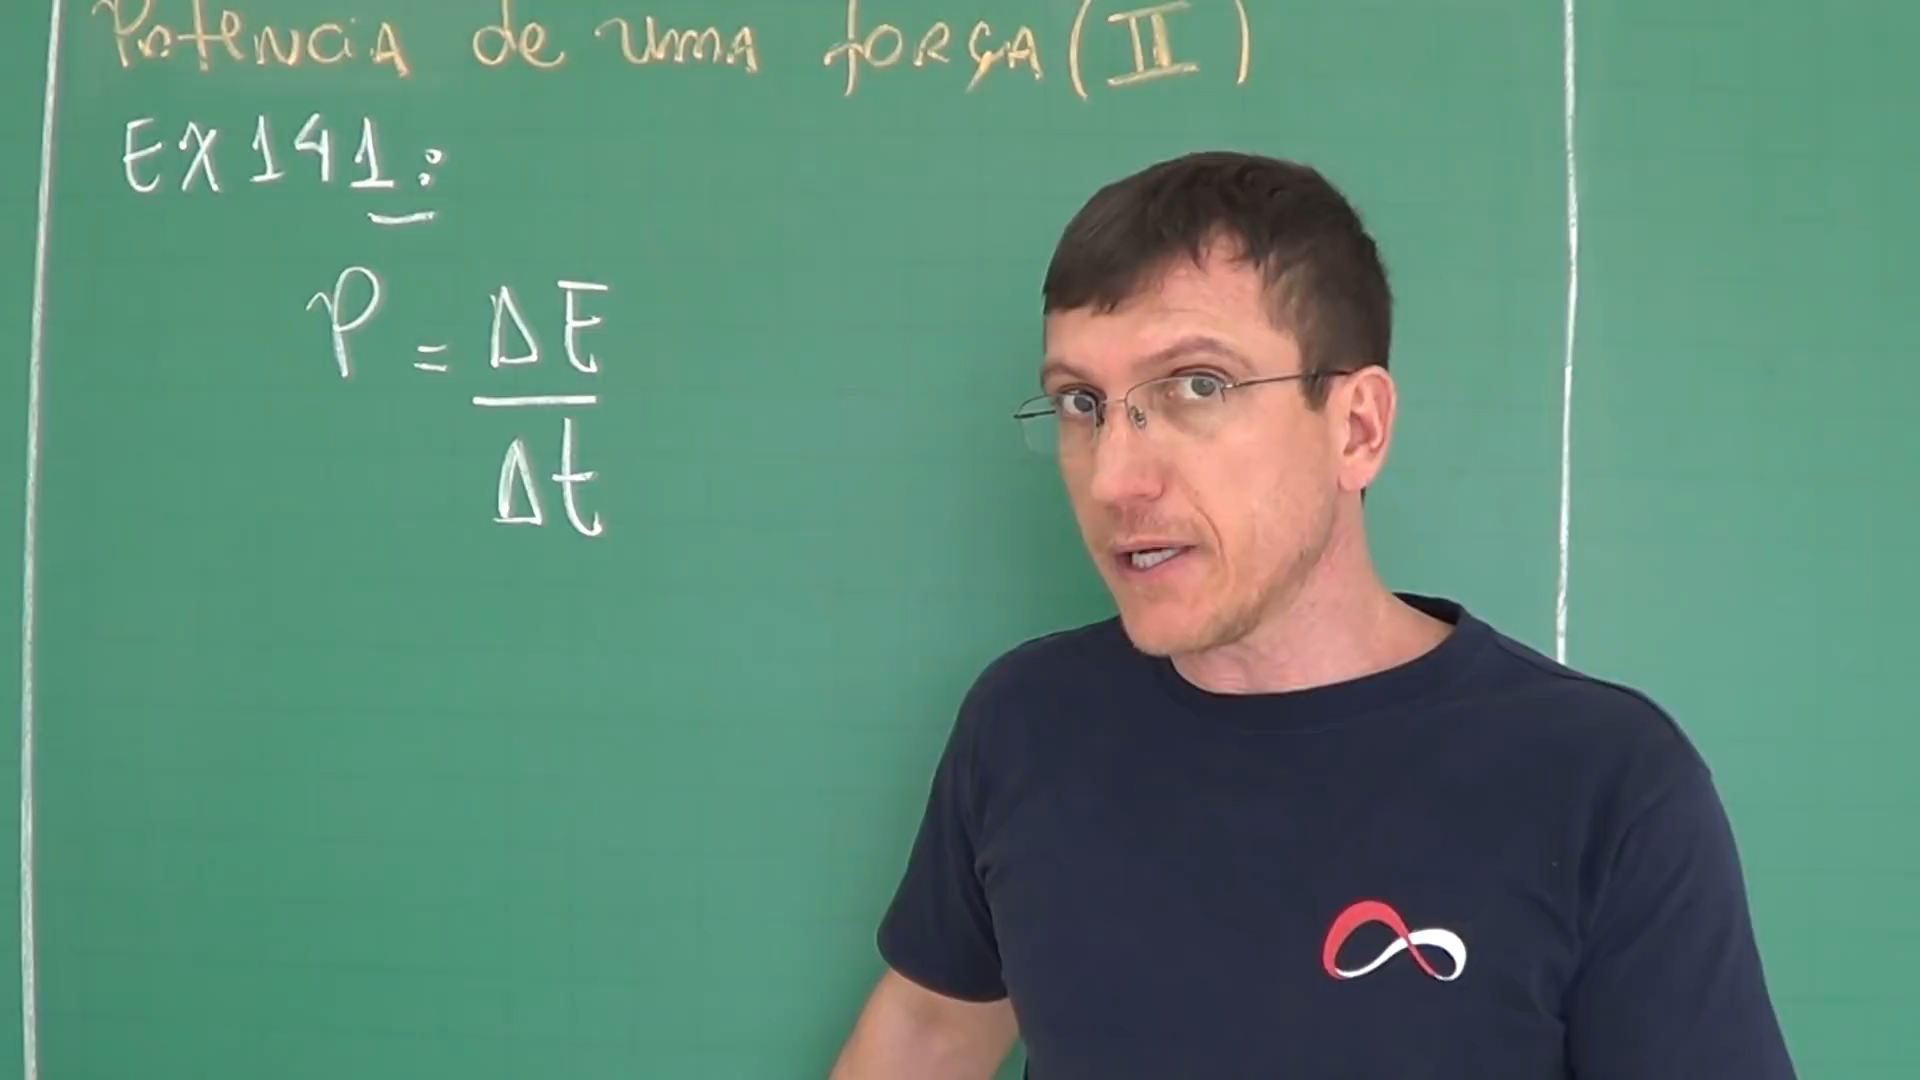 Potencia de uma força (II)
EX 141:
P = ΔE
Δt